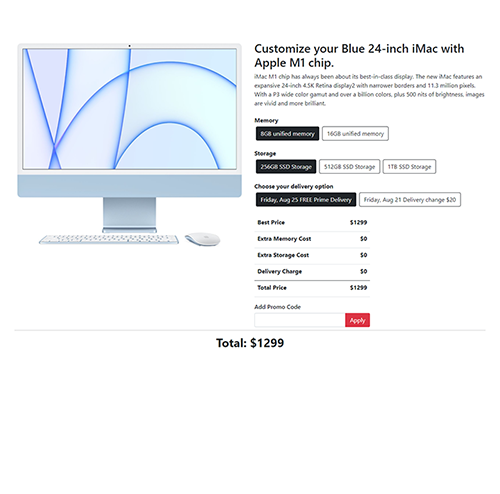 Customize your Blue 24-inch iMac with
Apple M1 chip.
iMac M1 chip has always been about its best-in-class display. The new iMac features an
expansive 24-inch 4.5K Retina display2 with narrower borders and 11.3 million pixels.
With a P3 wide color gamut and over a billion colors, plus 500 nits of brightness, images
are vivid and more brilliant.
Memory
8GB unified memory 16GB unified memory
Storage
256GB SSD Storage 512GB SSD Storage 1TB SSD Storage
Choose your delivery option
Friday, Aug 25 FREE Prime Delivery Friday, Aug 21 Delivery change $20
Best Price $1299
Extra Memory Cost $0
Extra Storage Cost $0
Delivery Charge $0
Total Price $1299
Add Promo Code
Apply
Total: $1299